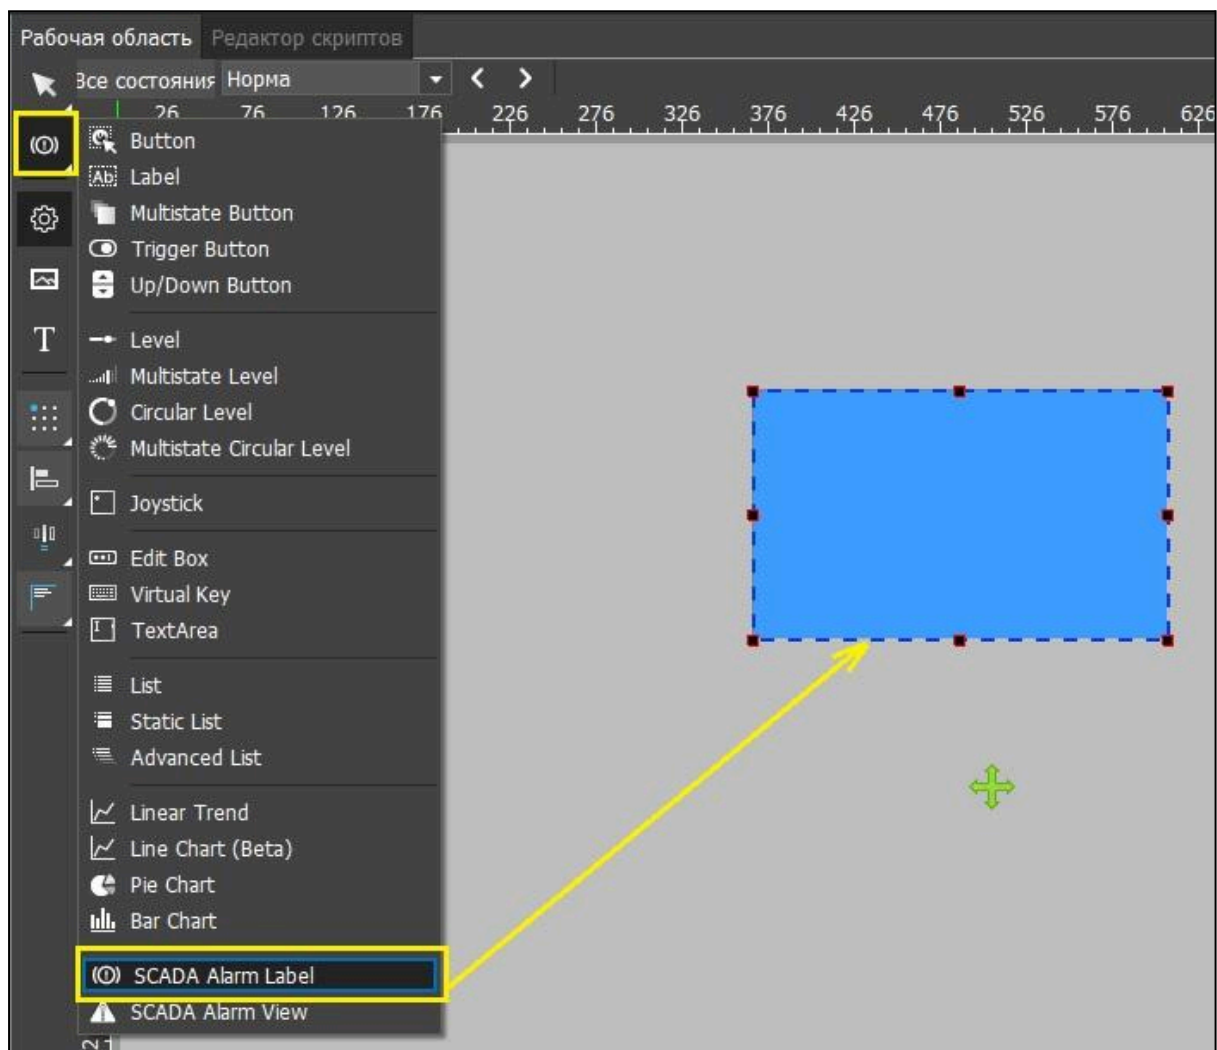 Рабочая область Редактор скриптов
Все состояния Норма
26 76 126 176 226 276 326 376 426 476 526 576 626
Button
Ab Label
Multistate Button
Trigger Button
Up/Down Button
T
Level
Multistate Level
Circular Level
Multistate Circular Level
Joystick
Edit Box
Virtual Key
TextArea
List
Static List
Advanced List
Linear Trend
Line Chart (Beta)
Pie Chart
Bar Chart
SCADA Alarm Label
SCADA Alarm View